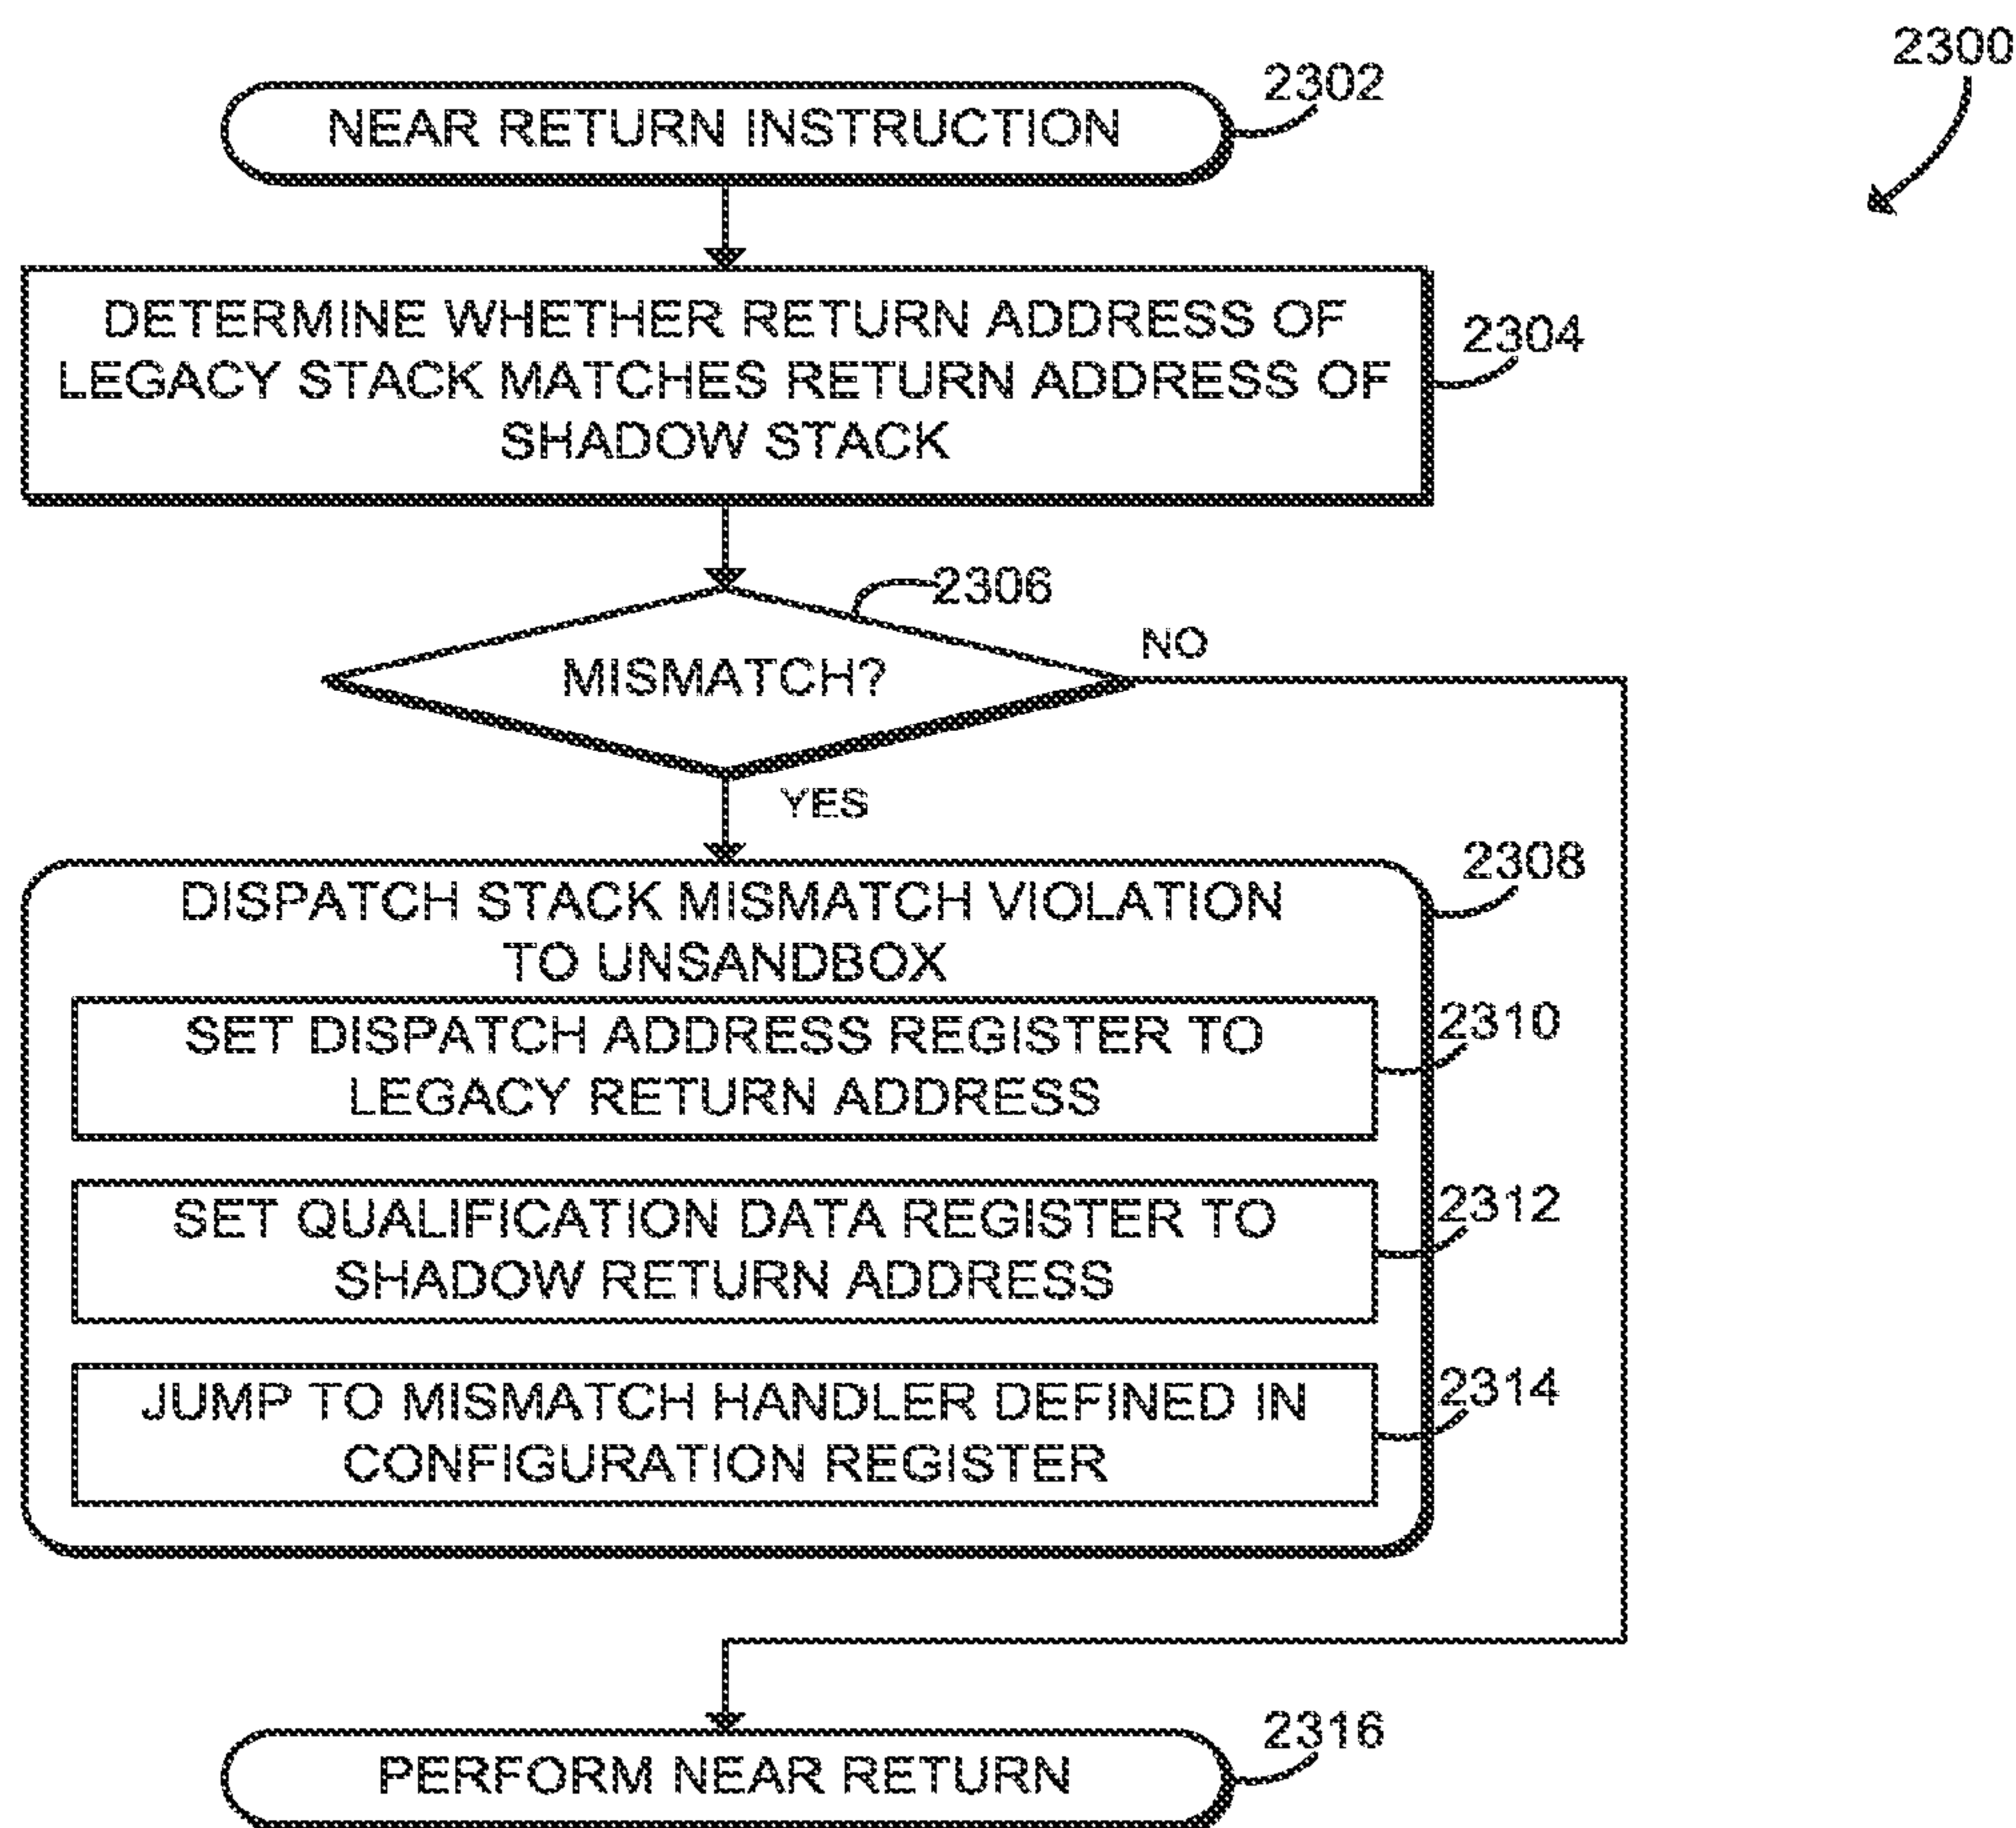 2300
NEAR RETURN INSTRUCTION
2302
DETERMINE WHETHER RETURN ADDRESS OF
LEGACY STACK MATCHES RETURN ADDRESS OF
SHADOW STACK
2304
2306
MISMATCH?
NO
YES
2308
DISPATCH STACK MISMATCH VIOLATION
TO UNSANDBOX
SET DISPATCH ADDRESS REGISTER TO
LEGACY RETURN ADDRESS
2310
SET QUALIFICATION DATA REGISTER TO
SHADOW RETURN ADDRESS
2312
JUMP TO MISMATCH HANDLER DEFINED IN
CONFIGURATION REGISTER
2314
PERFORM NEAR RETURN
2316